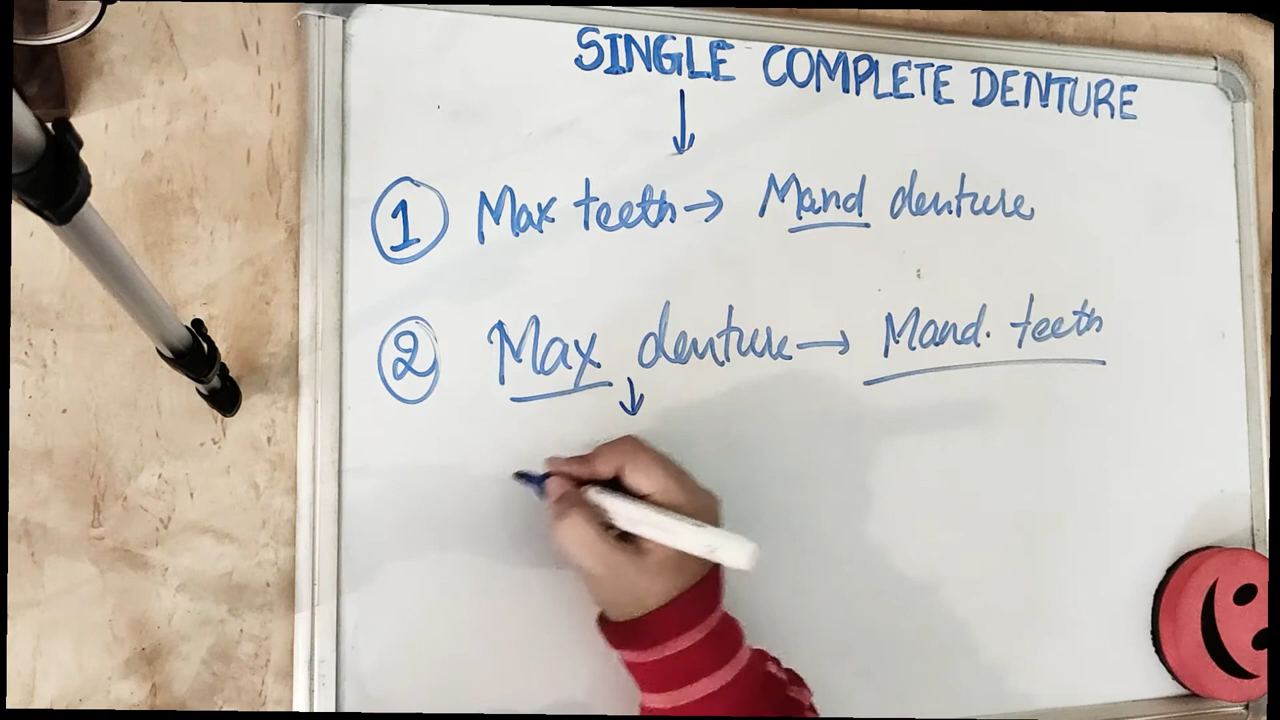 SINGLE COMPLETE DENTURE
↓
① Max teeth → Mand denture
② Max denture → Mand. teeth
↓